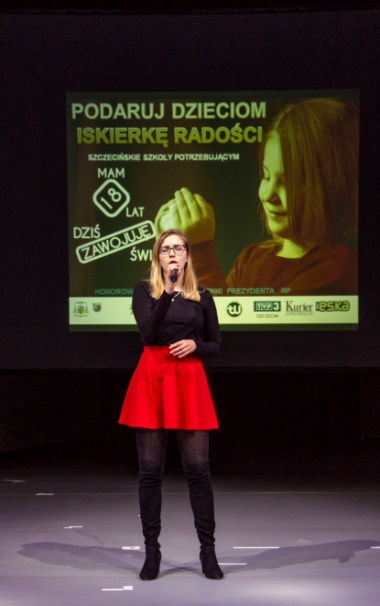 PODARUJ DZIECIOM
ISKIERKĘ RADOŚCI
SZCZECIŃSKIE SZKOŁY POTRZEBUJĄCYM
MAM
18
LAT
DZIŚ
ZAWOJUJĘ
ŚWI
HONOROW
PREZYDENTA RP
TVP3
SZCZECIN
Kurier
ESKA